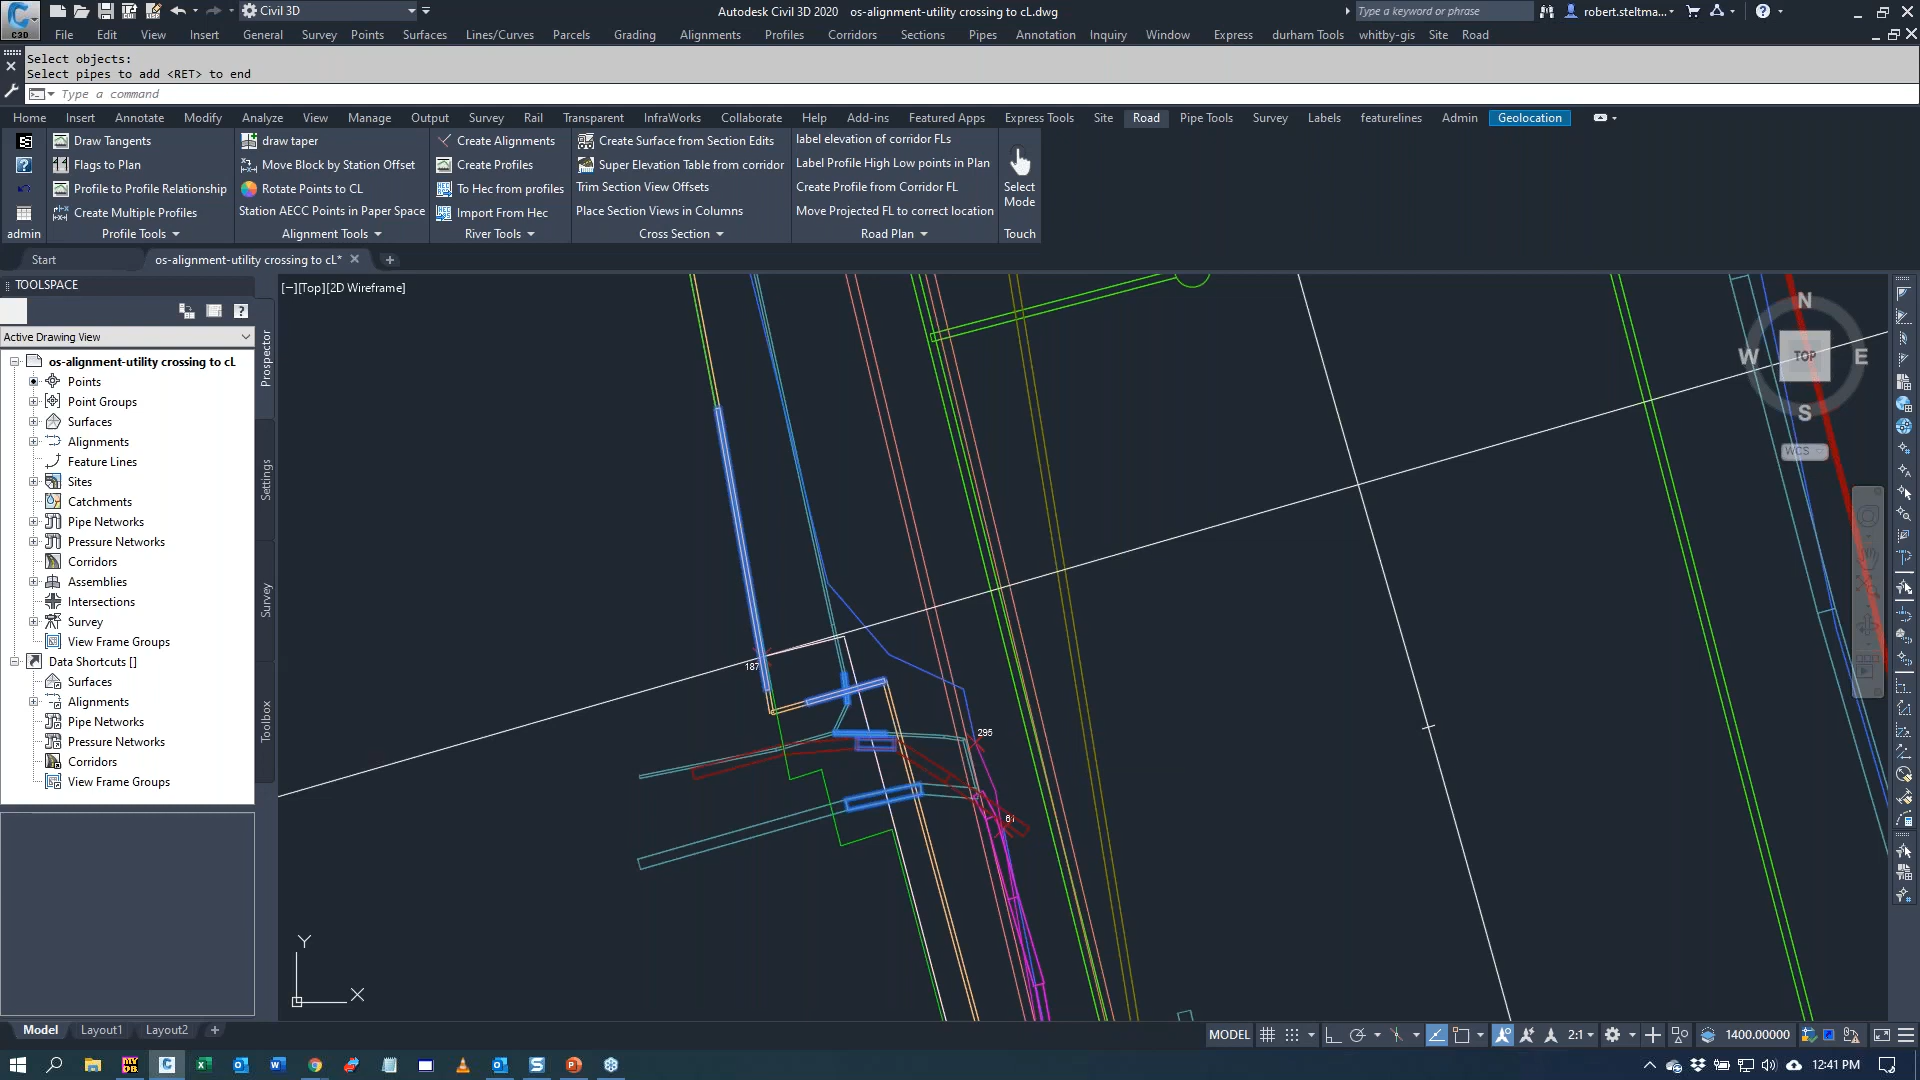 C3D
Civil 3D
Autodesk Civil 3D 2020 os-alignment-utility crossing to cL.dwg
Type a keyword or phrase
robert.steltma...
File Edit View Insert General Survey Points Surfaces Lines/Curves Parcels Grading Alignments Profiles Corridors Sections Pipes Annotation Inquiry Window Express durham Tools whitby-gis Site Road
Select objects:
Select pipes to add <RET> to end
Type a command
Home Insert Annotate Modify Analyze View Manage Output Survey Rail Transparent InfraWorks Collaborate Help Add-ins Featured Apps Express Tools Site Road Pipe Tools Survey Labels featurelines Admin Geolocation
Draw Tangents
Flags to Plan
Profile to Profile Relationship
Create Multiple Profiles
draw taper
Move Block by Station Offset
Rotate Points to CL
Station AECC Points in Paper Space
Create Alignments
Create Profiles
To Hec from profiles
Import From Hec
Create Surface from Section Edits
Super Elevation Table from corridor
Trim Section View Offsets
Place Section Views in Columns
label elevation of corridor FLs
Label Profile High Low points in Plan
Create Profile from Corridor FL
Move Projected FL to correct location
Select
Mode
admin Profile Tools Alignment Tools River Tools Cross Section Road Plan Touch
Start os-alignment-utility crossing to cL*
TOOLSPACE
Active Drawing View
os-alignment-utility crossing to cL
Points
Point Groups
Surfaces
Alignments
Feature Lines
Sites
Catchments
Pipe Networks
Pressure Networks
Corridors
Assemblies
Intersections
Survey
View Frame Groups
Data Shortcuts []
Surfaces
Alignments
Pipe Networks
Pressure Networks
Corridors
View Frame Groups
Prospector
Settings
Survey
Toolbox
[−][Top][2D Wireframe]
N
W TOP E
S
WCS
187
295
61
Y
X
Model Layout1 Layout2
MODEL 2:1 1400.00000
12:41 PM